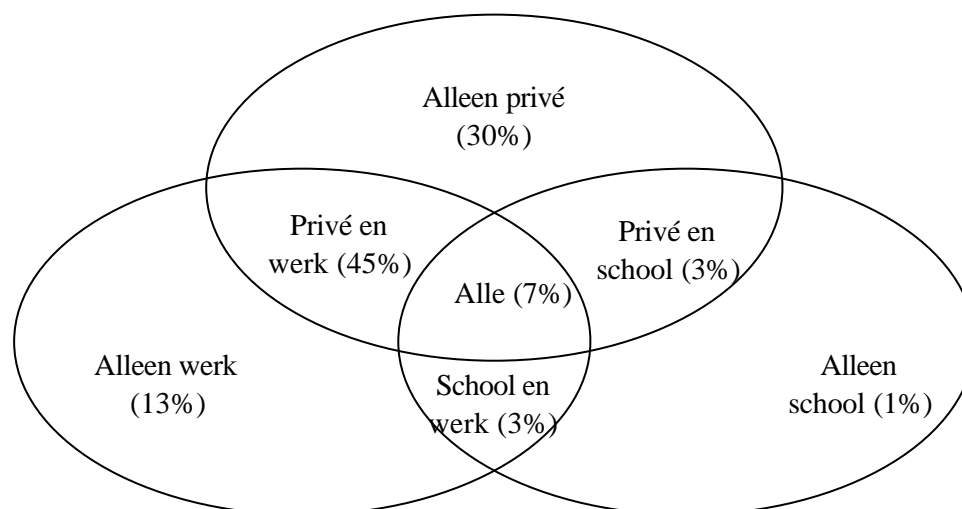 Alleen privé
(30%)
Privé en
werk (45%)
Privé en
school (3%)
Alle (7%)
Alleen werk
(13%)
School en
werk (3%)
Alleen
school (1%)